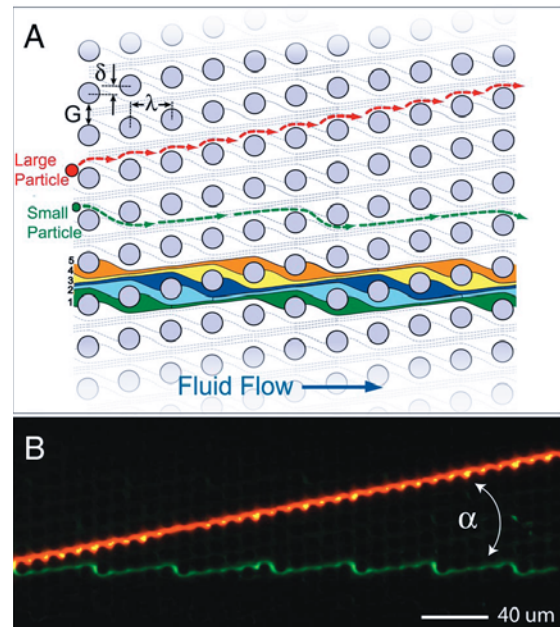 A
δ
λ
G
Large
Particle
Small
Particle
5
4
3
2
1
Fluid Flow
B
α
40 um